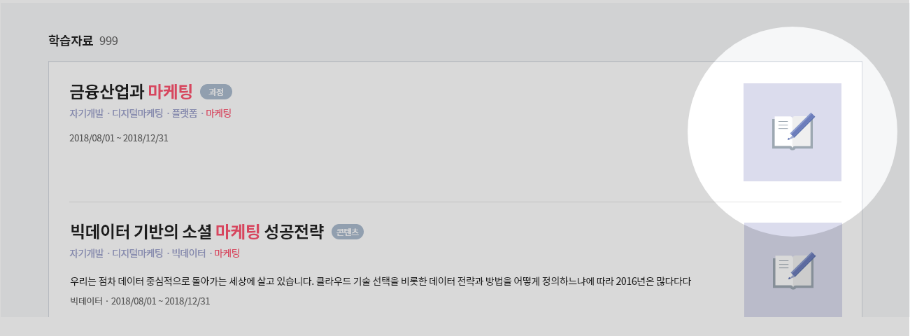 학습자료 999
금융산업과 마케팅 과정
자기개발 · 디지털마케팅 · 플랫폼 · 마케팅
2018/08/01 ~ 2018/12/31
빅데이터 기반의 소셜 마케팅 성공전략 콘텐츠
자기개발 · 디지털마케팅 · 빅데이터 · 마케팅
우리는 점차 데이터 중심적으로 돌아가는 세상에 살고 있습니다. 클라우드 기술 선택을 비롯한 데이터 전략과 방법을 어떻게 정의하느냐에 따라 2016년은 많다다다
빅데이터 · 2018/08/01 ~ 2018/12/31